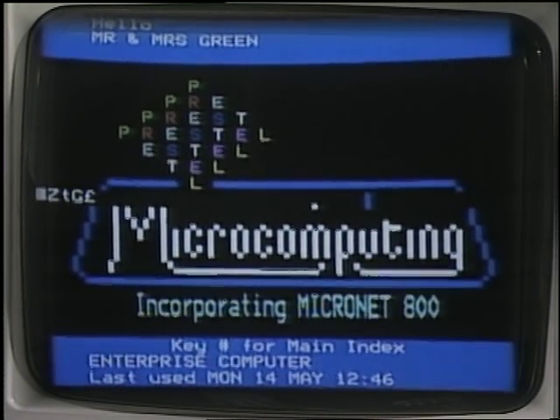 Hello
MR & MRS GREEN
P
P R E
P R E S T
P R E S T E L
E S T E L
T E L
L
ZtG£
Microcomputing
Incorporating MICRONET 800
Key # for Main Index
ENTERPRISE COMPUTER
Last used MON 14 MAY 12:46